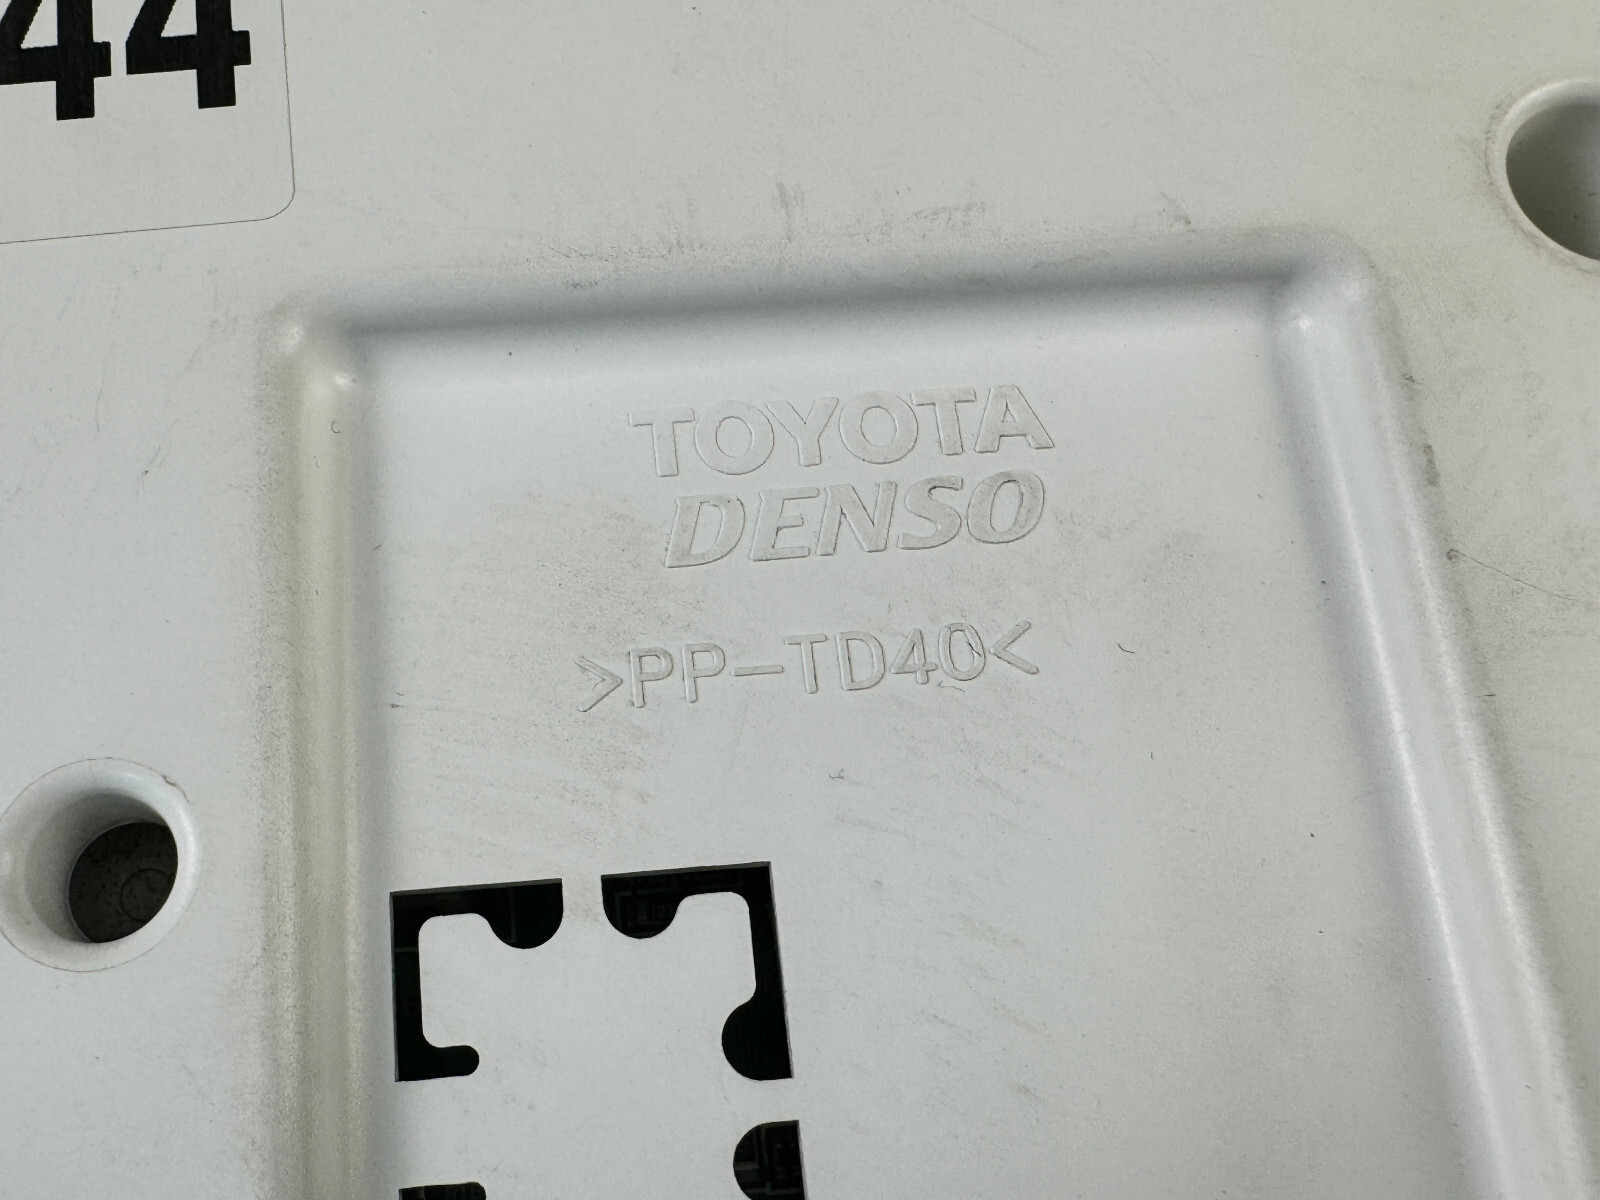 44
TOYOTA
DENSO
>PP-TD40<